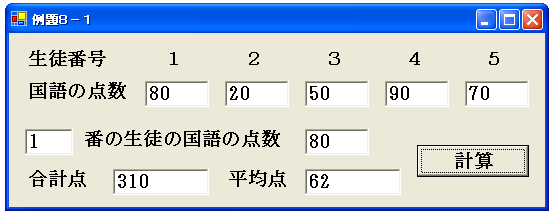 例題8－1
生徒番号 1 2 3 4 5
国語の点数 80 20 50 90 70
1 番の生徒の国語の点数 80
計算
合計点 310 平均点 62